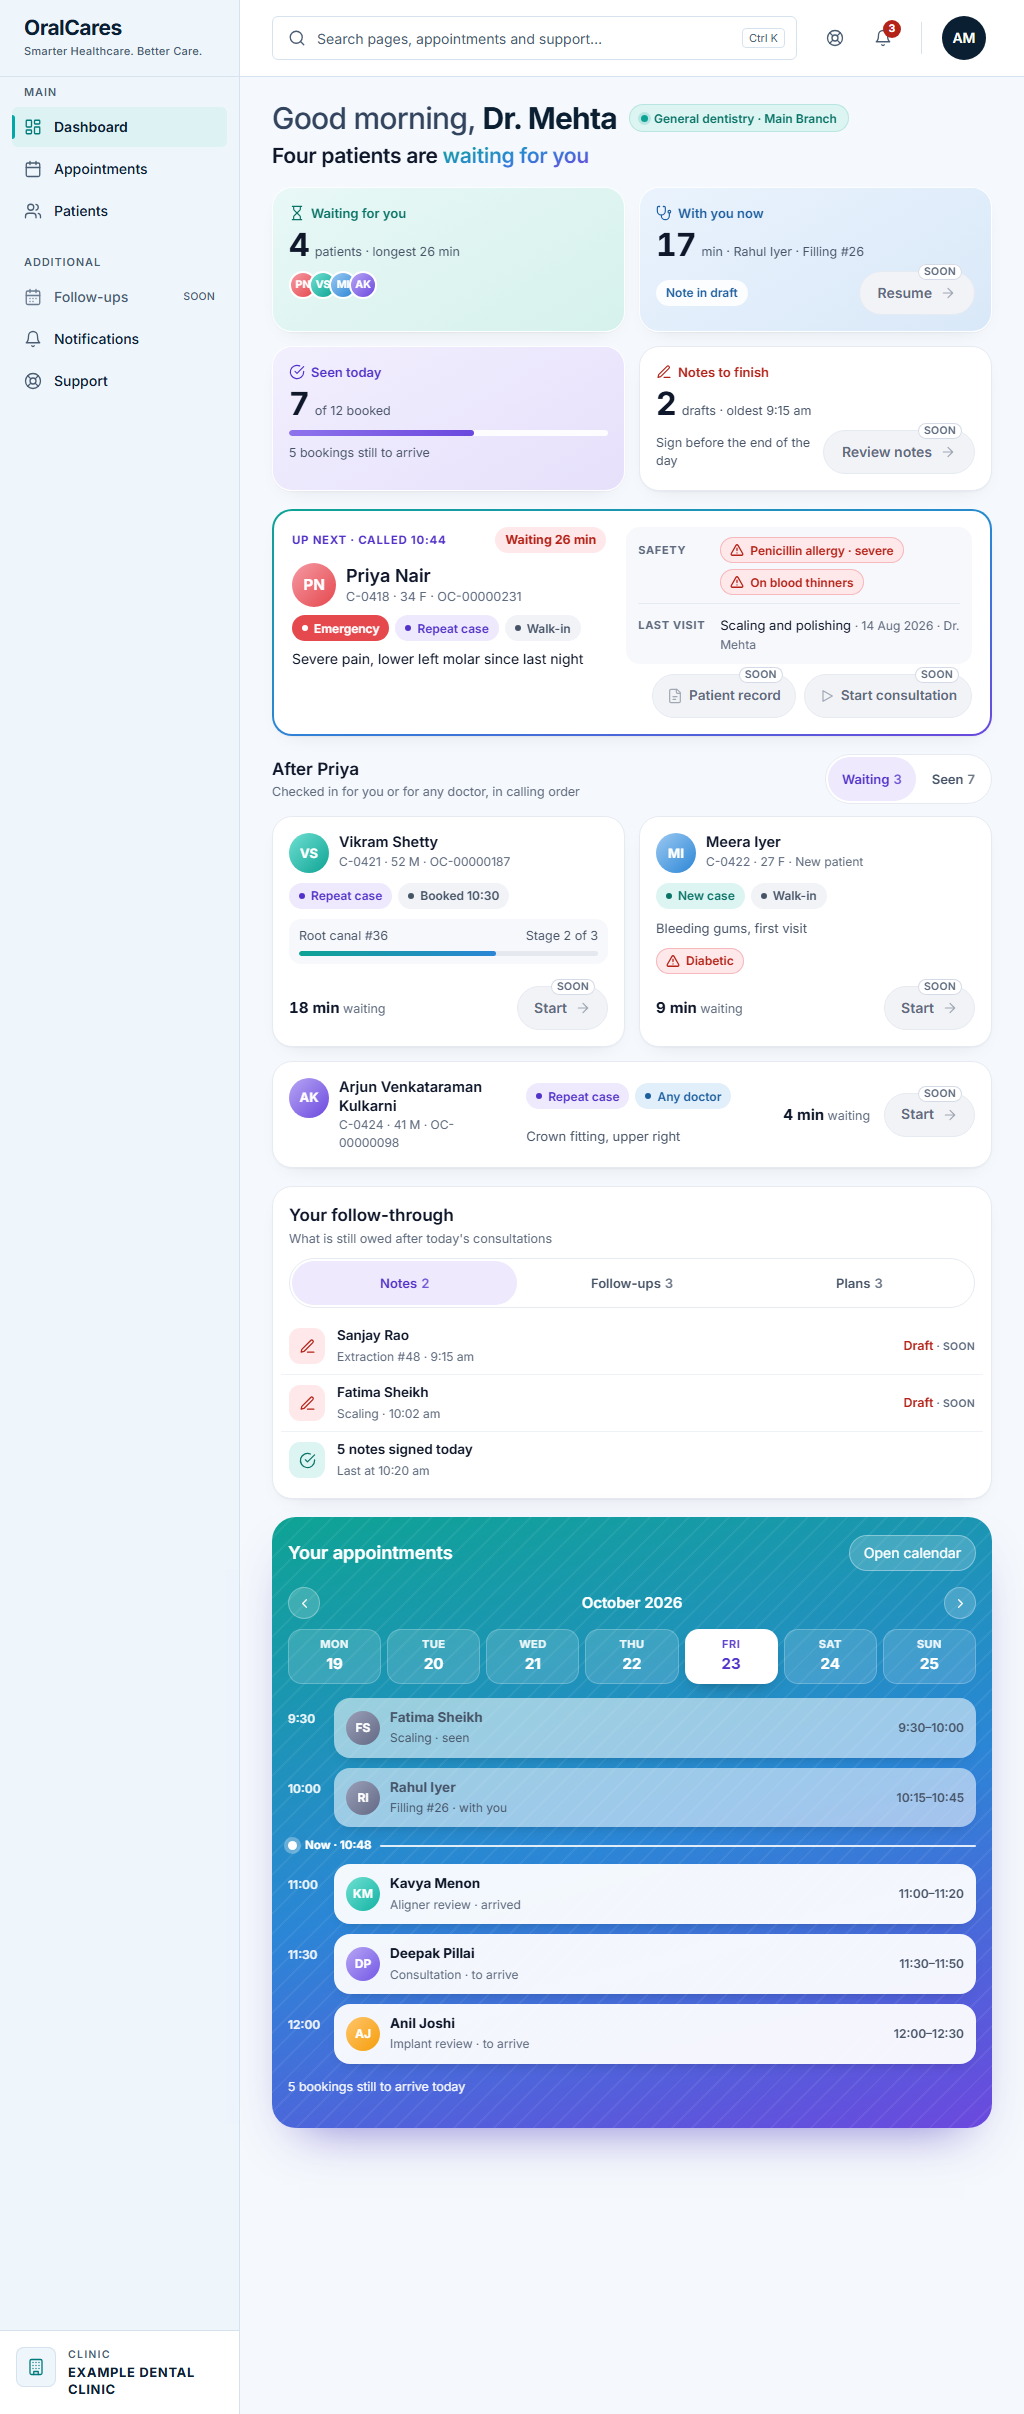 OralCares
Smarter Healthcare. Better Care.
Search pages, appointments and support...
Ctrl K
3
AM
MAIN
Dashboard
Appointments
Patients
ADDITIONAL
Follow-ups
SOON
Notifications
Support
Good morning, Dr. Mehta
General dentistry · Main Branch
Four patients are waiting for you
Waiting for you
4 patients · longest 26 min
PN VS MI AK
With you now
17 min · Rahul Iyer · Filling #26
Note in draft
SOON
Resume
Seen today
7 of 12 booked
5 bookings still to arrive
Notes to finish
2 drafts · oldest 9:15 am
Sign before the end of the
day
SOON
Review notes
UP NEXT · CALLED 10:44
Waiting 26 min
PN
Priya Nair
C-0418 · 34 F · OC-00000231
Emergency
Repeat case
Walk-in
Severe pain, lower left molar since last night
SAFETY
Penicillin allergy · severe
On blood thinners
LAST VISIT
Scaling and polishing · 14 Aug 2026 · Dr.
Mehta
SOON
Patient record
SOON
Start consultation
After Priya
Checked in for you or for any doctor, in calling order
Waiting 3
Seen 7
VS
Vikram Shetty
C-0421 · 52 M · OC-00000187
Repeat case
Booked 10:30
Root canal #36
Stage 2 of 3
18 min waiting
SOON
Start
MI
Meera Iyer
C-0422 · 27 F · New patient
New case
Walk-in
Bleeding gums, first visit
Diabetic
9 min waiting
SOON
Start
AK
Arjun Venkataraman
Kulkarni
C-0424 · 41 M · OC-
00000098
Repeat case
Any doctor
Crown fitting, upper right
4 min waiting
SOON
Start
Your follow-through
What is still owed after today's consultations
Notes 2
Follow-ups 3
Plans 3
Sanjay Rao
Extraction #48 · 9:15 am
Draft · SOON
Fatima Sheikh
Scaling · 10:02 am
Draft · SOON
5 notes signed today
Last at 10:20 am
Your appointments
Open calendar
October 2026
MON
19
TUE
20
WED
21
THU
22
FRI
23
SAT
24
SUN
25
9:30
FS
Fatima Sheikh
Scaling · seen
9:30–10:00
10:00
RI
Rahul Iyer
Filling #26 · with you
10:15–10:45
Now · 10:48
11:00
KM
Kavya Menon
Aligner review · arrived
11:00–11:20
11:30
DP
Deepak Pillai
Consultation · to arrive
11:30–11:50
12:00
AJ
Anil Joshi
Implant review · to arrive
12:00–12:30
5 bookings still to arrive today
CLINIC
EXAMPLE DENTAL
CLINIC